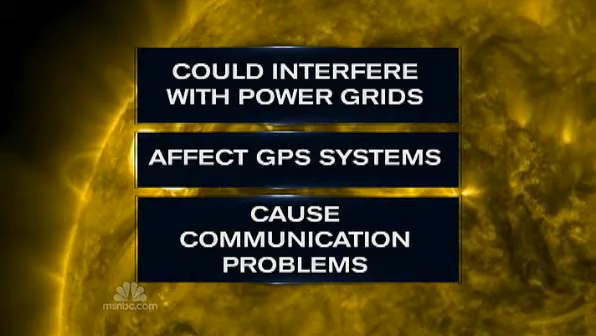 COULD INTERFERE
WITH POWER GRIDS
AFFECT GPS SYSTEMS
CAUSE
COMMUNICATION
PROBLEMS
msnbc.com